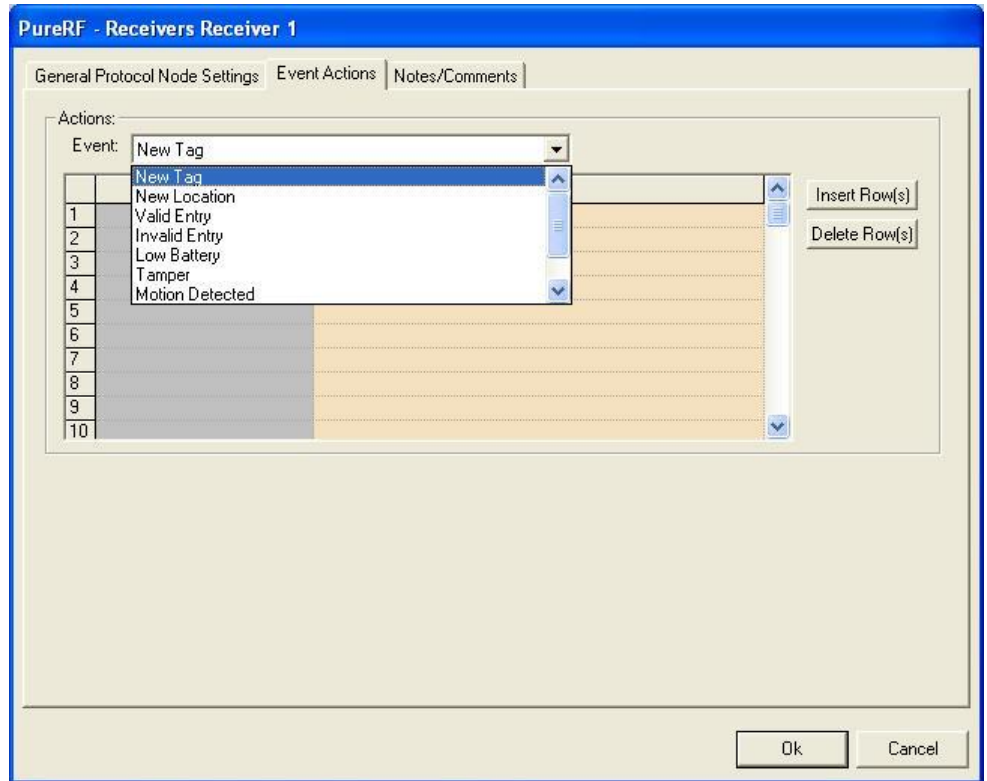 PureRF - Receivers Receiver 1
General Protocol Node Settings Event Actions Notes/Comments
Actions:
Event: New Tag
New Tag
New Location
Valid Entry
Invalid Entry
Low Battery
Tamper
Motion Detected
Insert Row(s)
Delete Row(s)
1
2
3
4
5
6
7
8
9
10
Ok Cancel